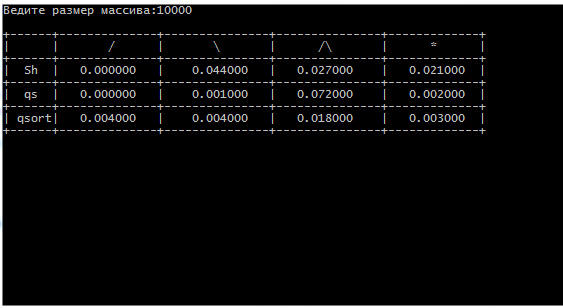 Ведите размер массива:10000
+------+-------------+--------------+--------------+------------+
|      |      /      |       \      |      /\      |     *      |
+------+-------------+--------------+--------------+------------+
|  Sh  |  0.000000   |   0.044000   |   0.027000   |  0.021000  |
+------+-------------+--------------+--------------+------------+
|  qs  |  0.000000   |   0.001000   |   0.072000   |  0.002000  |
+------+-------------+--------------+--------------+------------+
| qsort|  0.004000   |   0.004000   |   0.018000   |  0.003000  |
+------+-------------+--------------+--------------+------------+